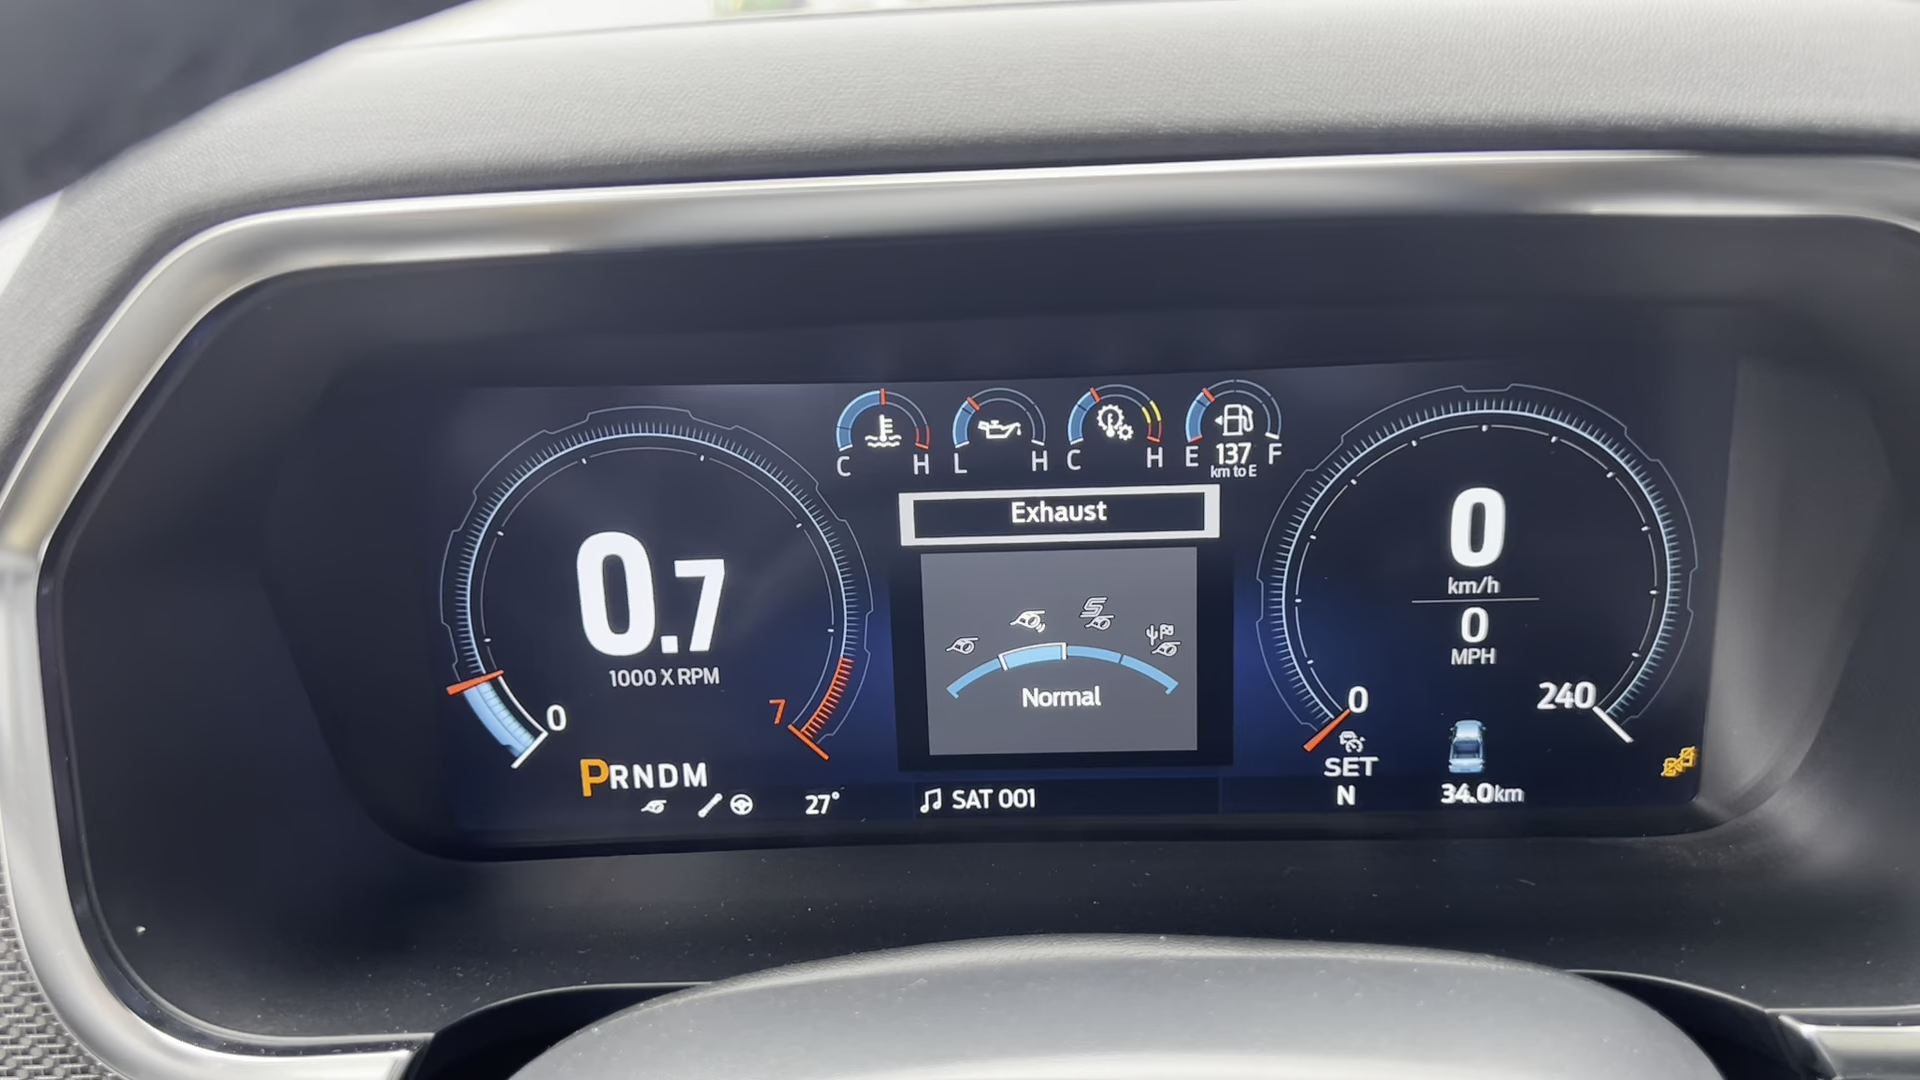 C H L H C H E 137 F
km to E
Exhaust
0.7
1000 X RPM
0
7
PRNDM
27°
S
Normal
SAT 001
0
km/h
0
MPH
0
240
SET
N
34.0km